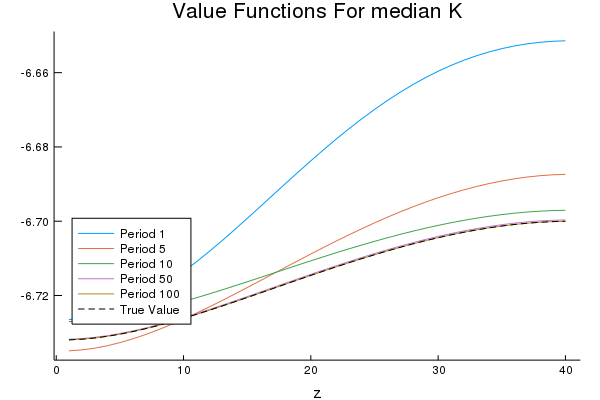 Value Functions For median K
-6.66
-6.68
-6.70
-6.72
Period 1
Period 5
Period 10
Period 50
Period 100
True Value
0 10 20 30 40
z